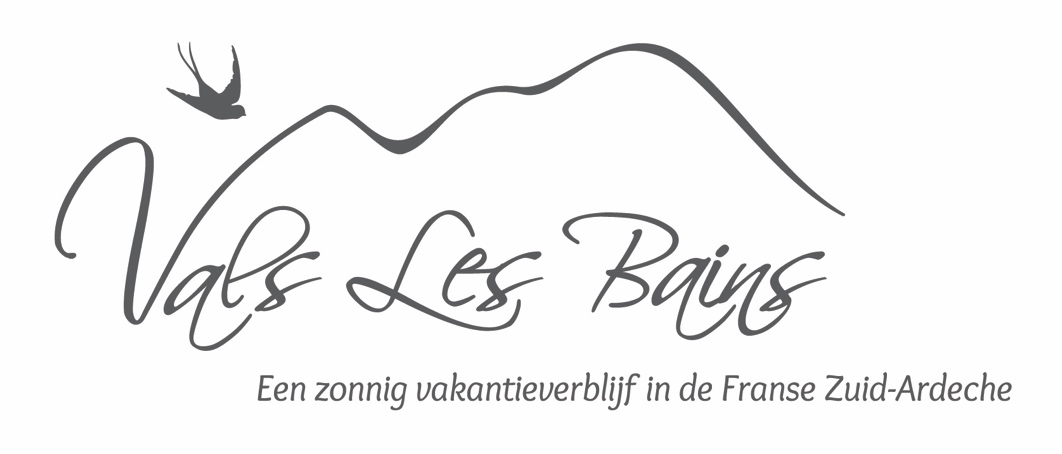 Vals Les Bains
Een zonnig vakantieverblijf in de Franse Zuid-Ardeche